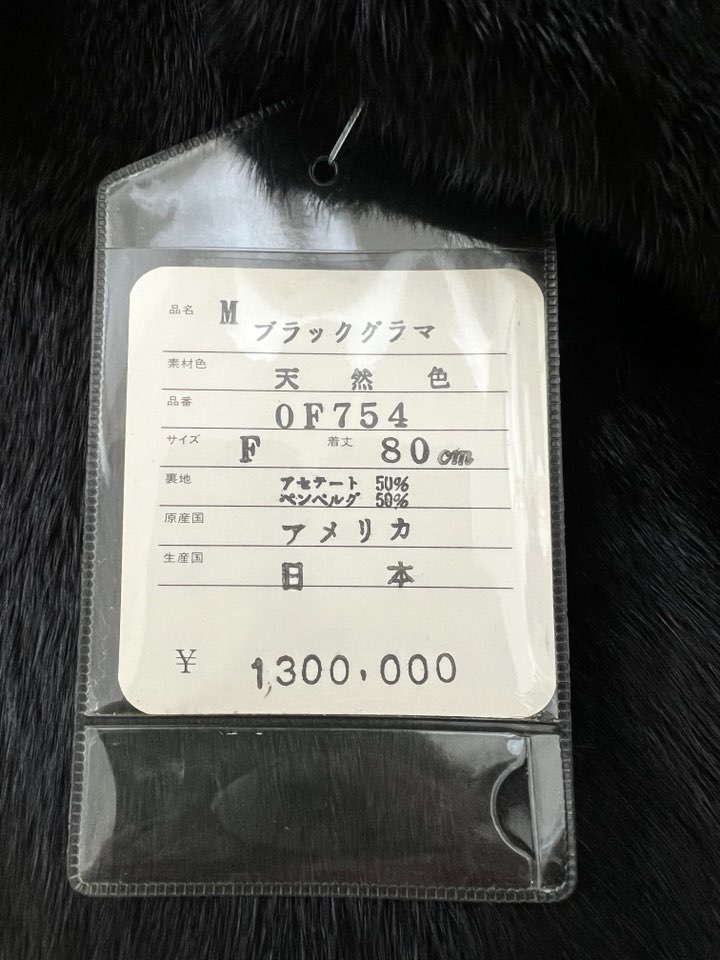 品名 M ブラックグラマ
素材色 天然色
品番 OF754
サイズ F 着丈 80cm
裏地 アセテート 50%
ベンベルグ 50%
原産国 アメリカ
生産国 日本
¥ 1,300,000